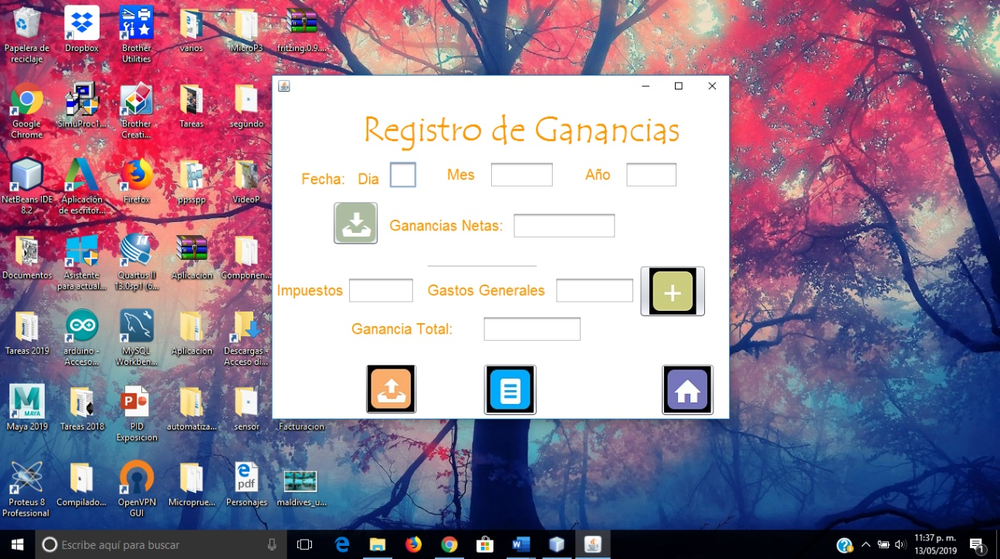 Papelera de
reciclaje
Dropbox
Brother
Utilities
varios
MicroP3
fritzing.0.9....
Google
Chrome
SimuProc1...
Brother
Creati...
Tareas
segundo
NetBeans IDE
8.2
Aplicación
de escritor...
Firefox
ppsspp
VideoP
Documentos
Asistente
para actual...
Quartus II
13.0sp1 (6...
Aplicacion
Componen...
Tareas 2019
arduino -
Acceso...
MySQL
Workben...
Aplicacion
Descargas -
Acceso di...
Maya 2019
Tareas 2018
PID
Exposicion
automatiza...
sensor
Facturacion
Proteus 8
Professional
Compilado...
OpenVPN
GUI
Microprue...
Personajes
maldives_u...
Registro de Ganancias
Fecha: Dia Mes Año
Ganancias Netas:
Impuestos Gastos Generales
Ganancia Total:
Escribe aquí para buscar
11:37 p. m.
13/05/2019
1